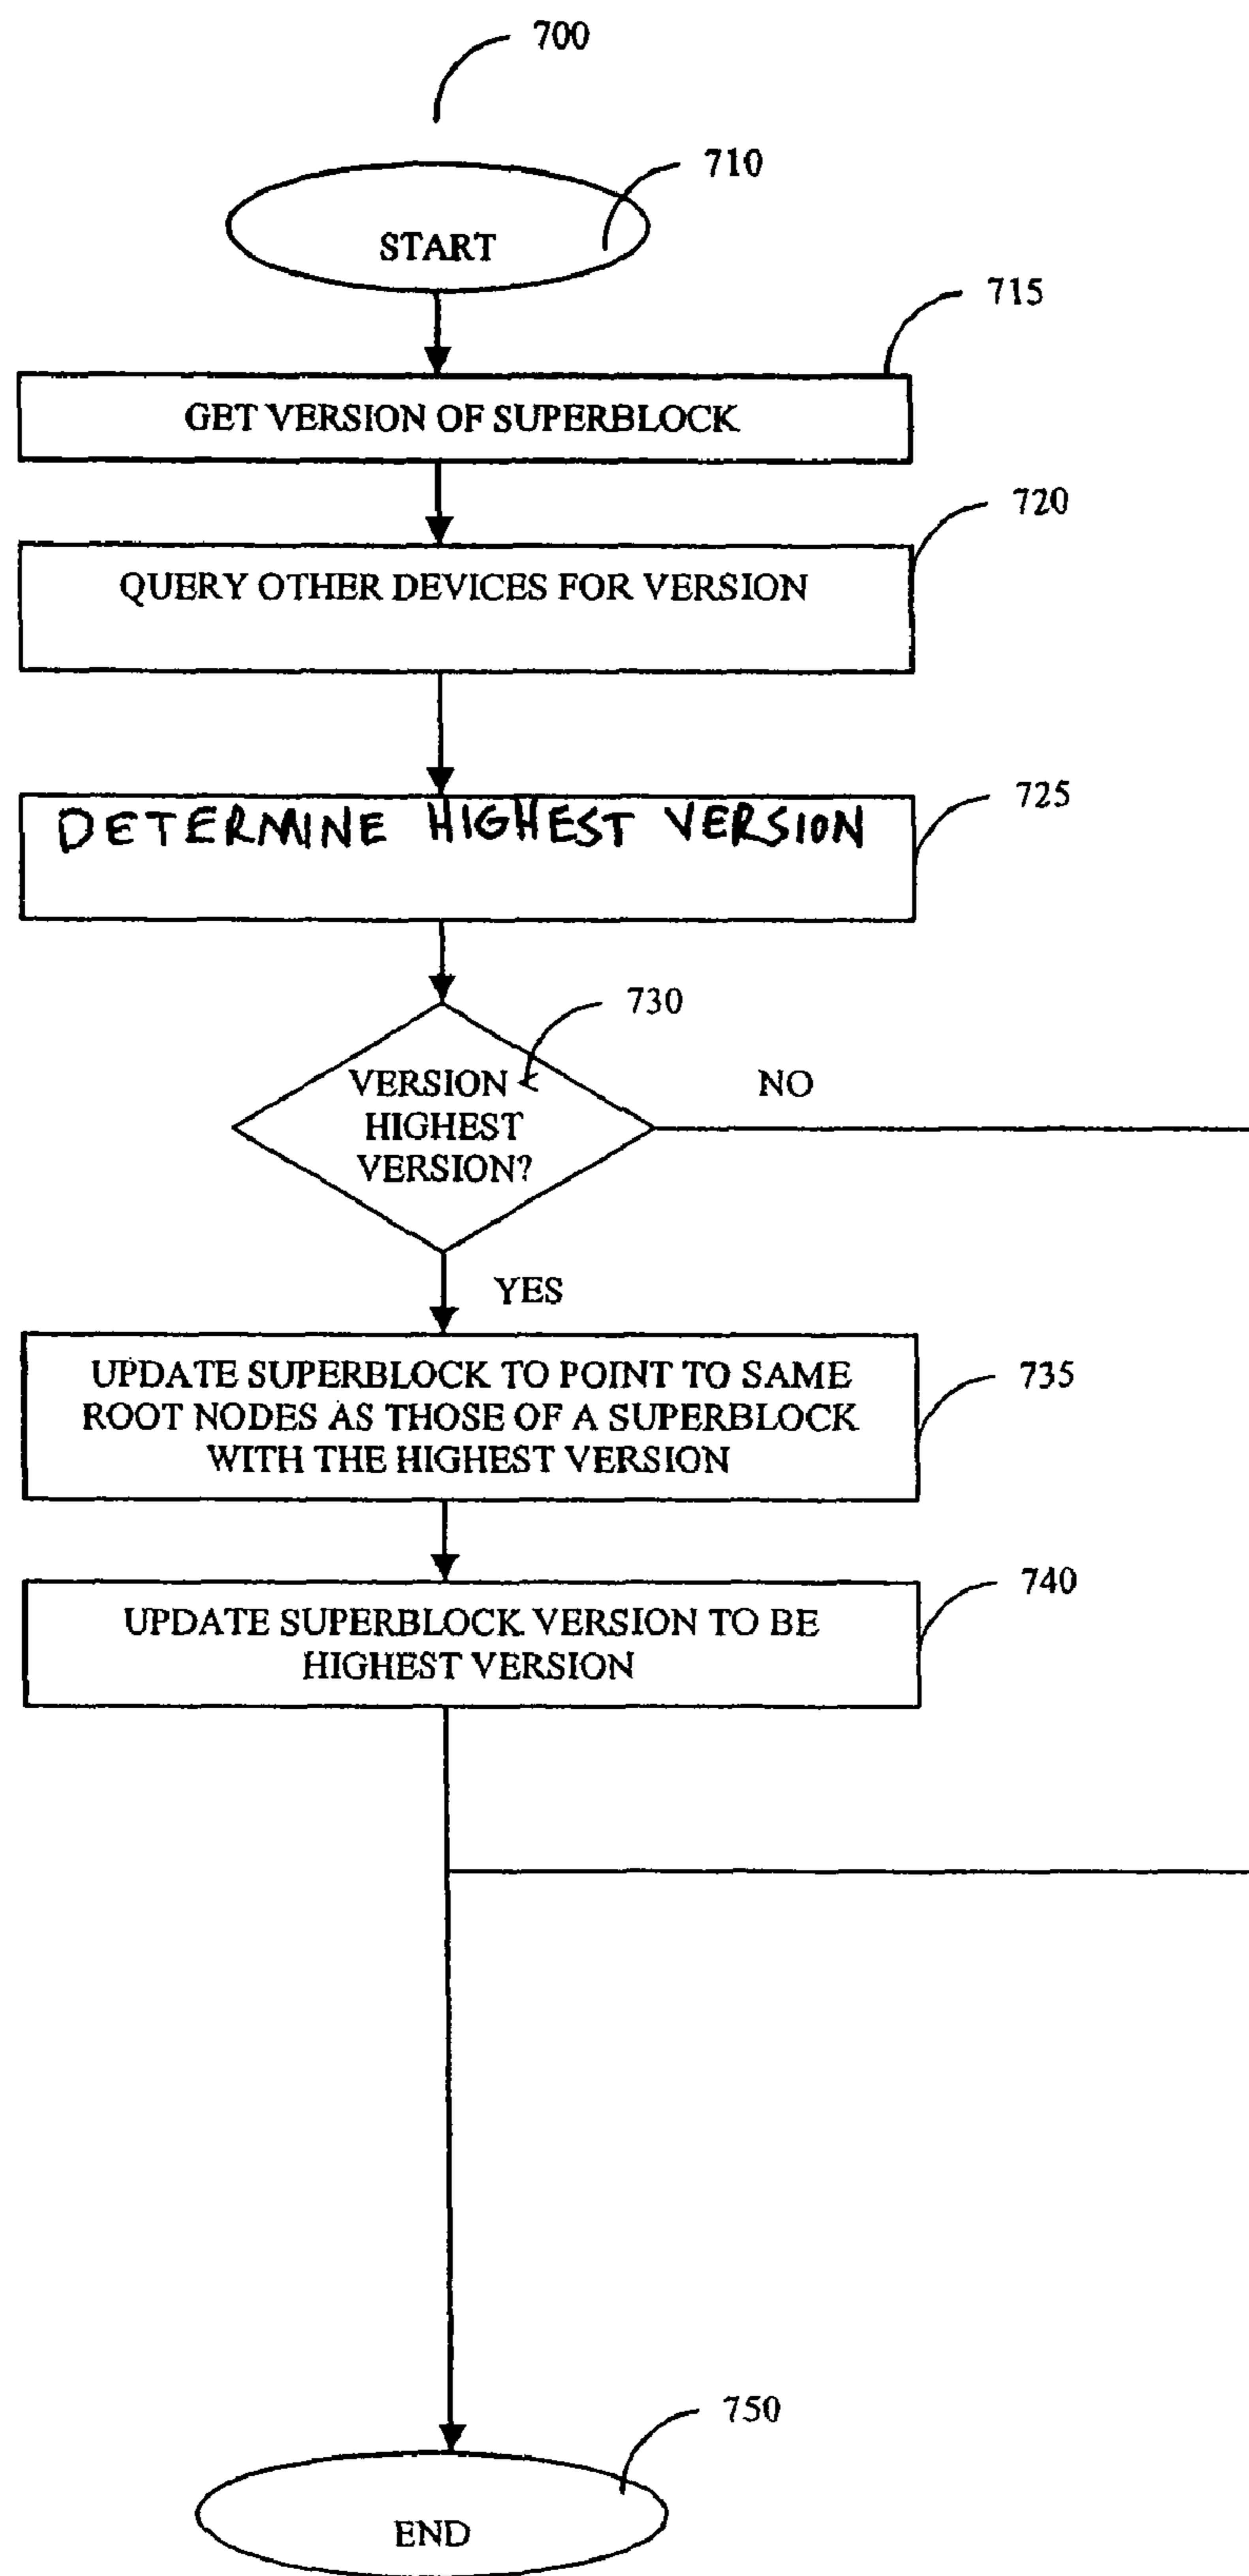 700
710
START
715
GET VERSION OF SUPERBLOCK
720
QUERY OTHER DEVICES FOR VERSION
725
DETERMINE HIGHEST VERSION
730
VERSION <
HIGHEST
VERSION?
NO
YES
UPDATE SUPERBLOCK TO POINT TO SAME
ROOT NODES AS THOSE OF A SUPERBLOCK
WITH THE HIGHEST VERSION
735
740
UPDATE SUPERBLOCK VERSION TO BE
HIGHEST VERSION
750
END